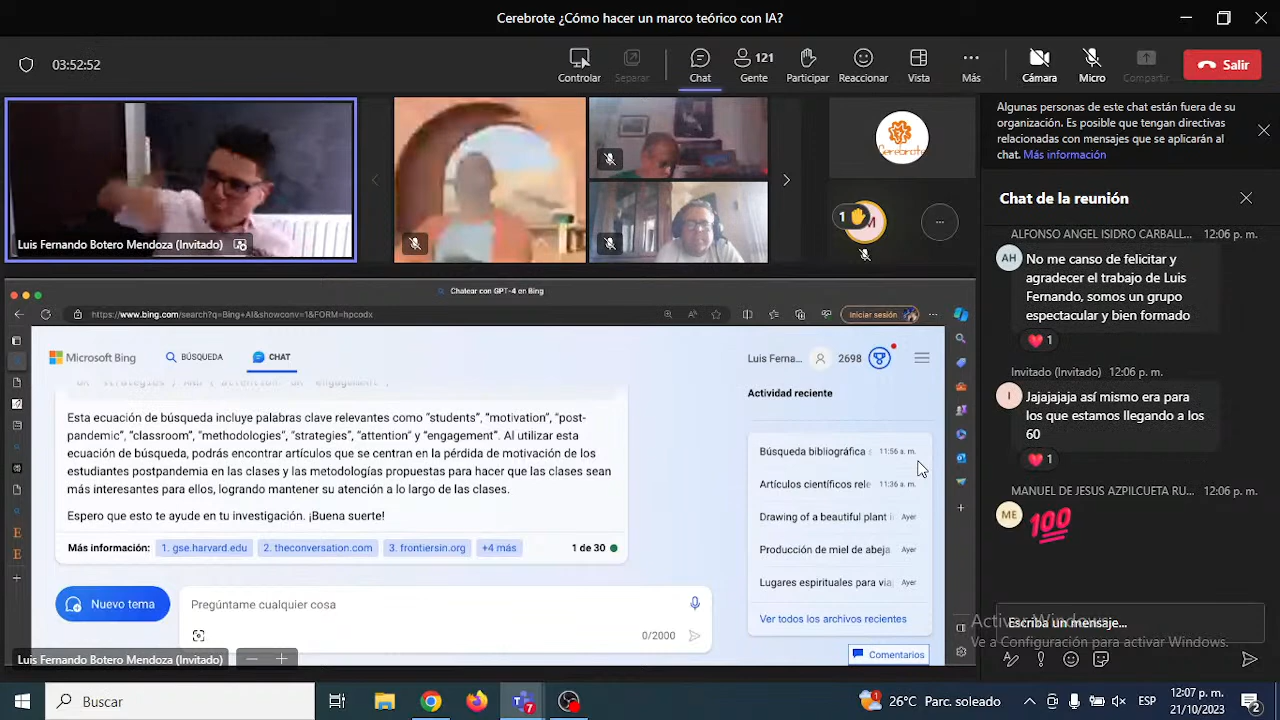 Cerebrote ¿Cómo hacer un marco teórico con IA?
03:52:52
Controlar
Separar
Chat
121
Gente
Participar
Reaccionar
Vista
Más
Cámara
Micro
Compartir
Salir
Luis Fernando Botero Mendoza (Invitado)
Cerebrote
1
M
Algunas personas de este chat están fuera de su
organización. Es posible que tengan directivas
relacionadas con mensajes que se aplicarán al
chat. Más información
Chat de la reunión
ALFONSO ANGEL ISIDRO CARBALL... 12:06 p. m.
AH
No me canso de felicitar y
agradecer el trabajo de Luis
Fernando, somos un grupo
espectacular y bien formado
1
Invitado (Invitado) 12:06 p. m.
I
Jajajajaja así mismo era para
los que estamos llegando a los
60
1
MANUEL DE JESUS AZPILCUETA RU... 12:06 p. m.
ME
100
Escriba un mensaje...
Activar Windows
Ve a Configuración para activar Windows.
Chatear con GPT-4 en Bing
https://www.bing.com/search?q=Bing+AI&showconv=1&FORM=hpcodx
Iniciar sesión
Microsoft Bing
BÚSQUEDA
CHAT
Luis Ferna...
2698
Esta ecuación de búsqueda incluye palabras clave relevantes como "students", "motivation", "post-
pandemic", "classroom", "methodologies", "strategies", "attention" y "engagement". Al utilizar esta
ecuación de búsqueda, podrás encontrar artículos que se centran en la pérdida de motivación de los
estudiantes postpandemia en las clases y las metodologías propuestas para hacer que las clases sean
más interesantes para ellos, logrando mantener su atención a lo largo de las clases.
Espero que esto te ayude en tu investigación. ¡Buena suerte!
Más información: 1. gse.harvard.edu 2. theconversation.com 3. frontiersin.org +4 más 1 de 30
Nuevo tema
Pregúntame cualquier cosa
0/2000
Actividad reciente
Búsqueda bibliográfica 11:56 a. m.
Artículos científicos rele 11:36 a. m.
Drawing of a beautiful plant Ayer
Producción de miel de abeja Ayer
Lugares espirituales para via Ayer
Ver todos los archivos recientes
Comentarios
Luis Fernando Botero Mendoza (Invitado)
Buscar
7
1
26°C Parc. soleado
ESP
12:07 p. m.
21/10/2023
2